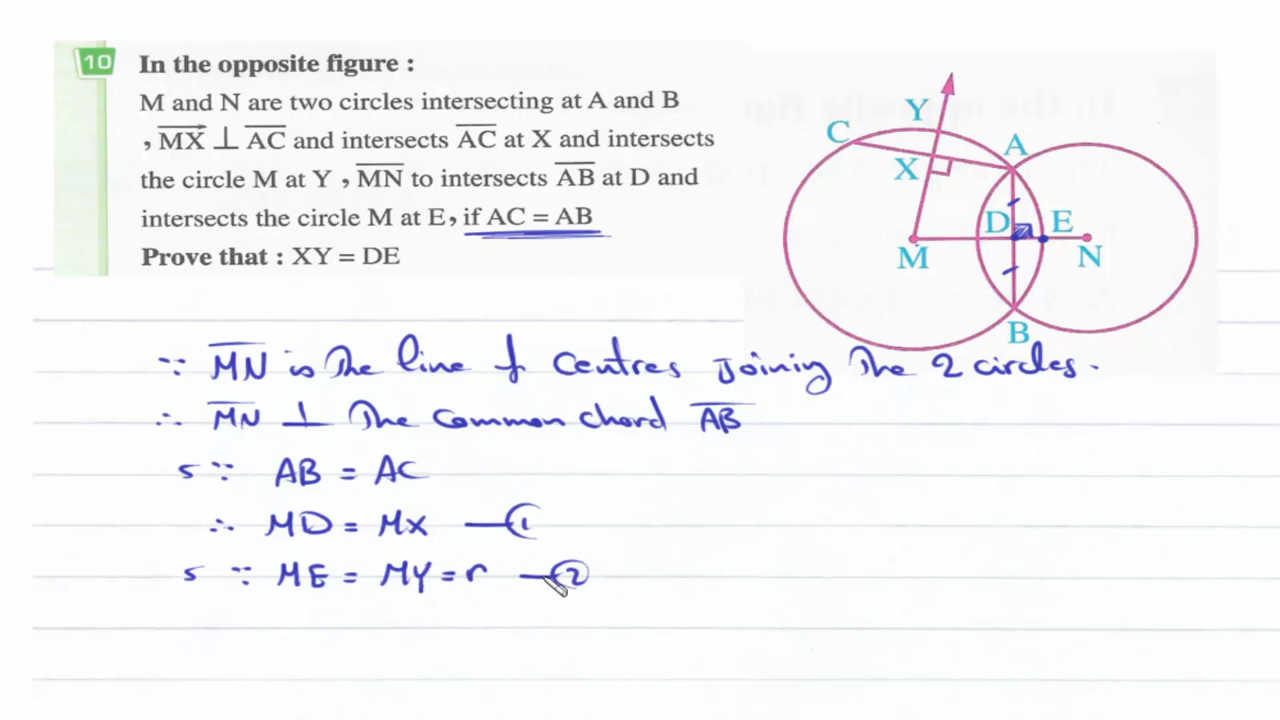 10 In the opposite figure :
M and N are two circles intersecting at A and B
, MX ⊥ AC and intersects AC at X and intersects
the circle M at Y , MN to intersects AB at D and
intersects the circle M at E, if AC = AB
Prove that : XY = DE
Y
C
A
X
D
E
M
N
B
∵ MN is the line of Centres joining the 2 circles.
∴ MN ⊥ the common chord AB
, ∵ AB = AC
∴ MD = MX — 1
, ∵ ME = MY = r — 2